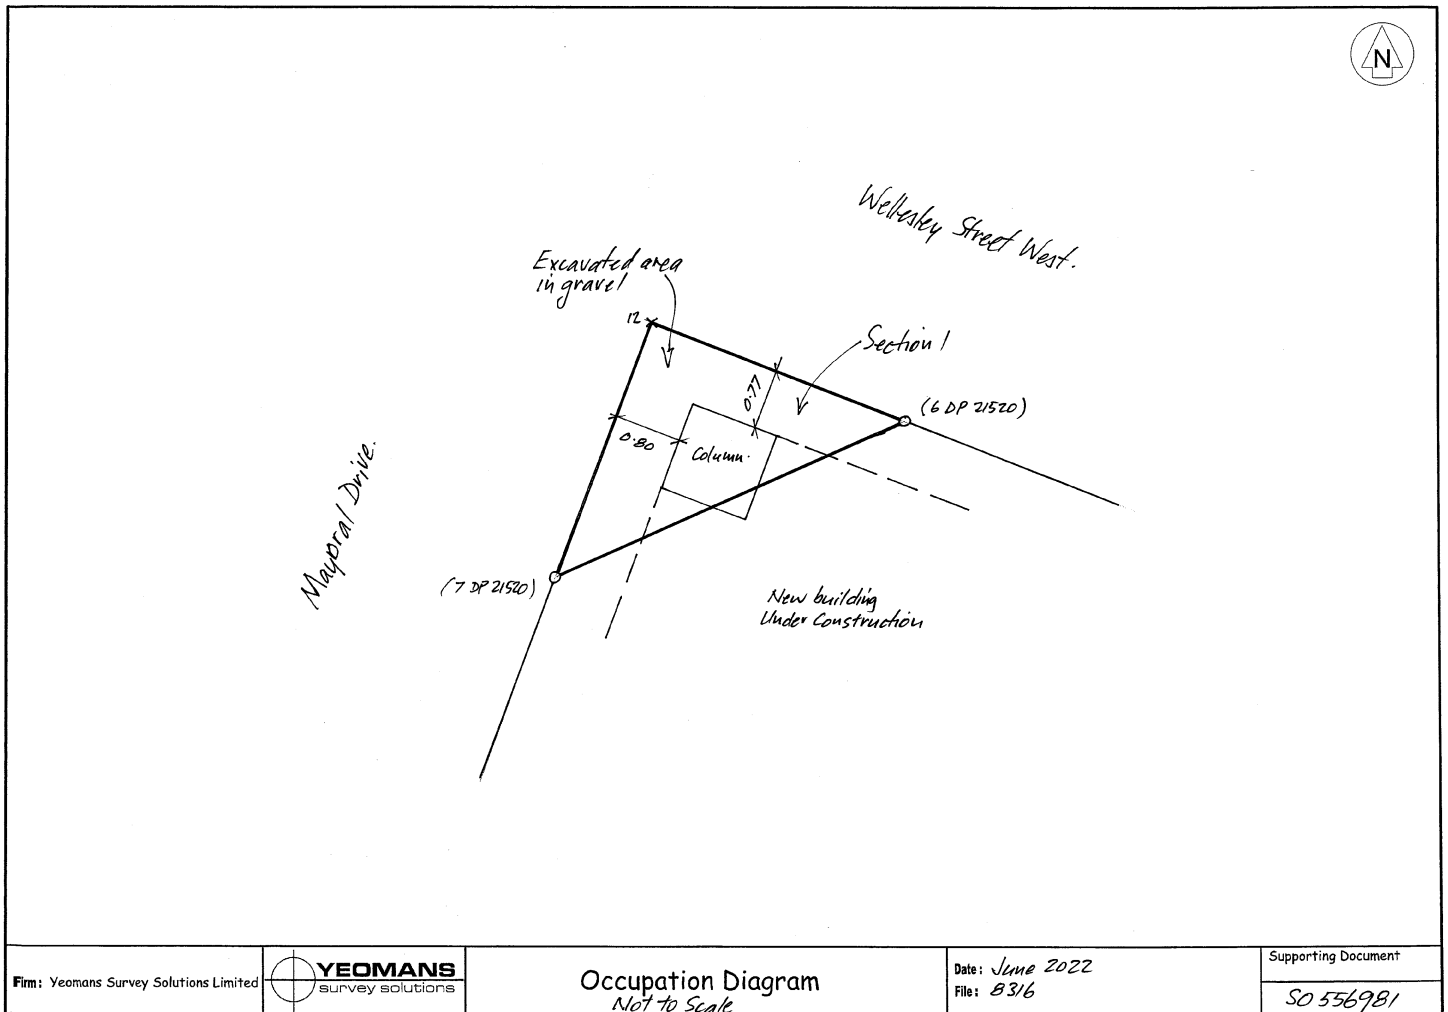 N
Wellesley Street West.
Excavated area
in gravel
12
Section 1
0.77
(6 DP 21520)
0.80
Column.
Mayoral Drive.
(7 DP 21520)
New building
Under Construction
Firm: Yeomans Survey Solutions Limited
YEOMANS
survey solutions
Occupation Diagram
Not to Scale
Date: June 2022
File: 8316
Supporting Document
SO 556981